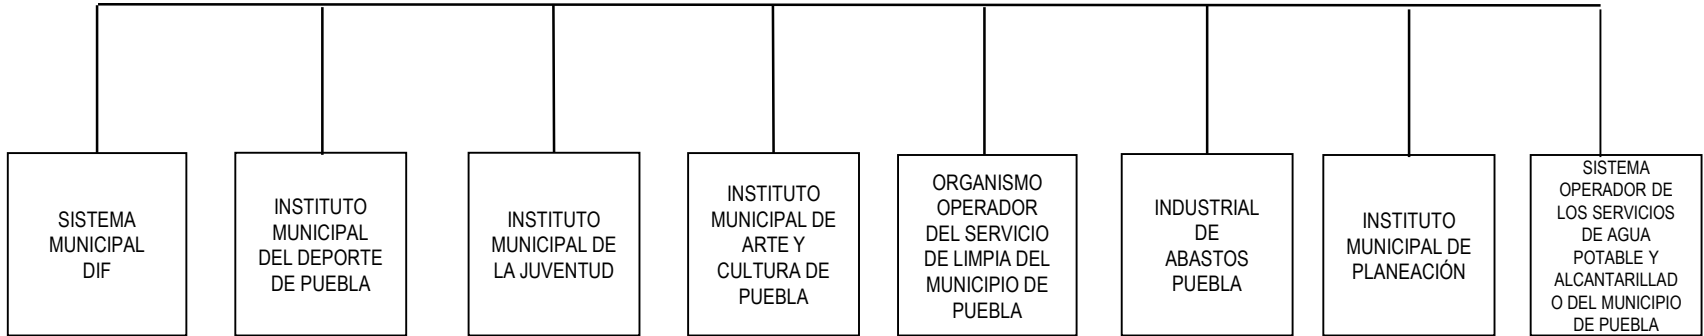 SISTEMA
MUNICIPAL
DIF
INSTITUTO
MUNICIPAL
DEL DEPORTE
DE PUEBLA
INSTITUTO
MUNICIPAL DE
LA JUVENTUD
INSTITUTO
MUNICIPAL DE
ARTE Y
CULTURA DE
PUEBLA
ORGANISMO
OPERADOR
DEL SERVICIO
DE LIMPIA DEL
MUNICIPIO DE
PUEBLA
INDUSTRIAL
DE
ABASTOS
PUEBLA
INSTITUTO
MUNICIPAL DE
PLANEACIÓN
SISTEMA
OPERADOR DE
LOS SERVICIOS
DE AGUA
POTABLE Y
ALCANTARILLAD
O DEL MUNICIPIO
DE PUEBLA